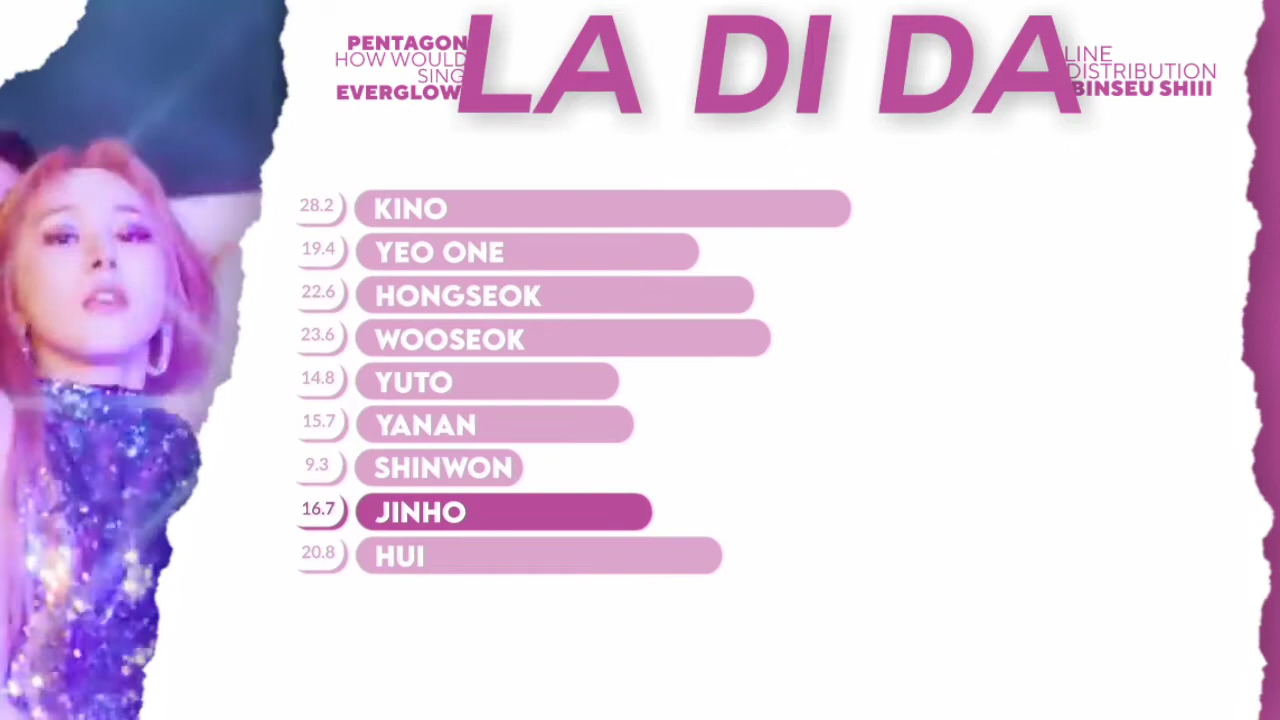 PENTAGON
HOW WOULD
SING
EVERGLOW
LA DI DA
LINE
DISTRIBUTION
BINSEU SHIII
28.2 KINO
19.4 YEO ONE
22.6 HONGSEOK
23.6 WOOSEOK
14.8 YUTO
15.7 YANAN
9.3 SHINWON
16.7 JINHO
20.8 HUI